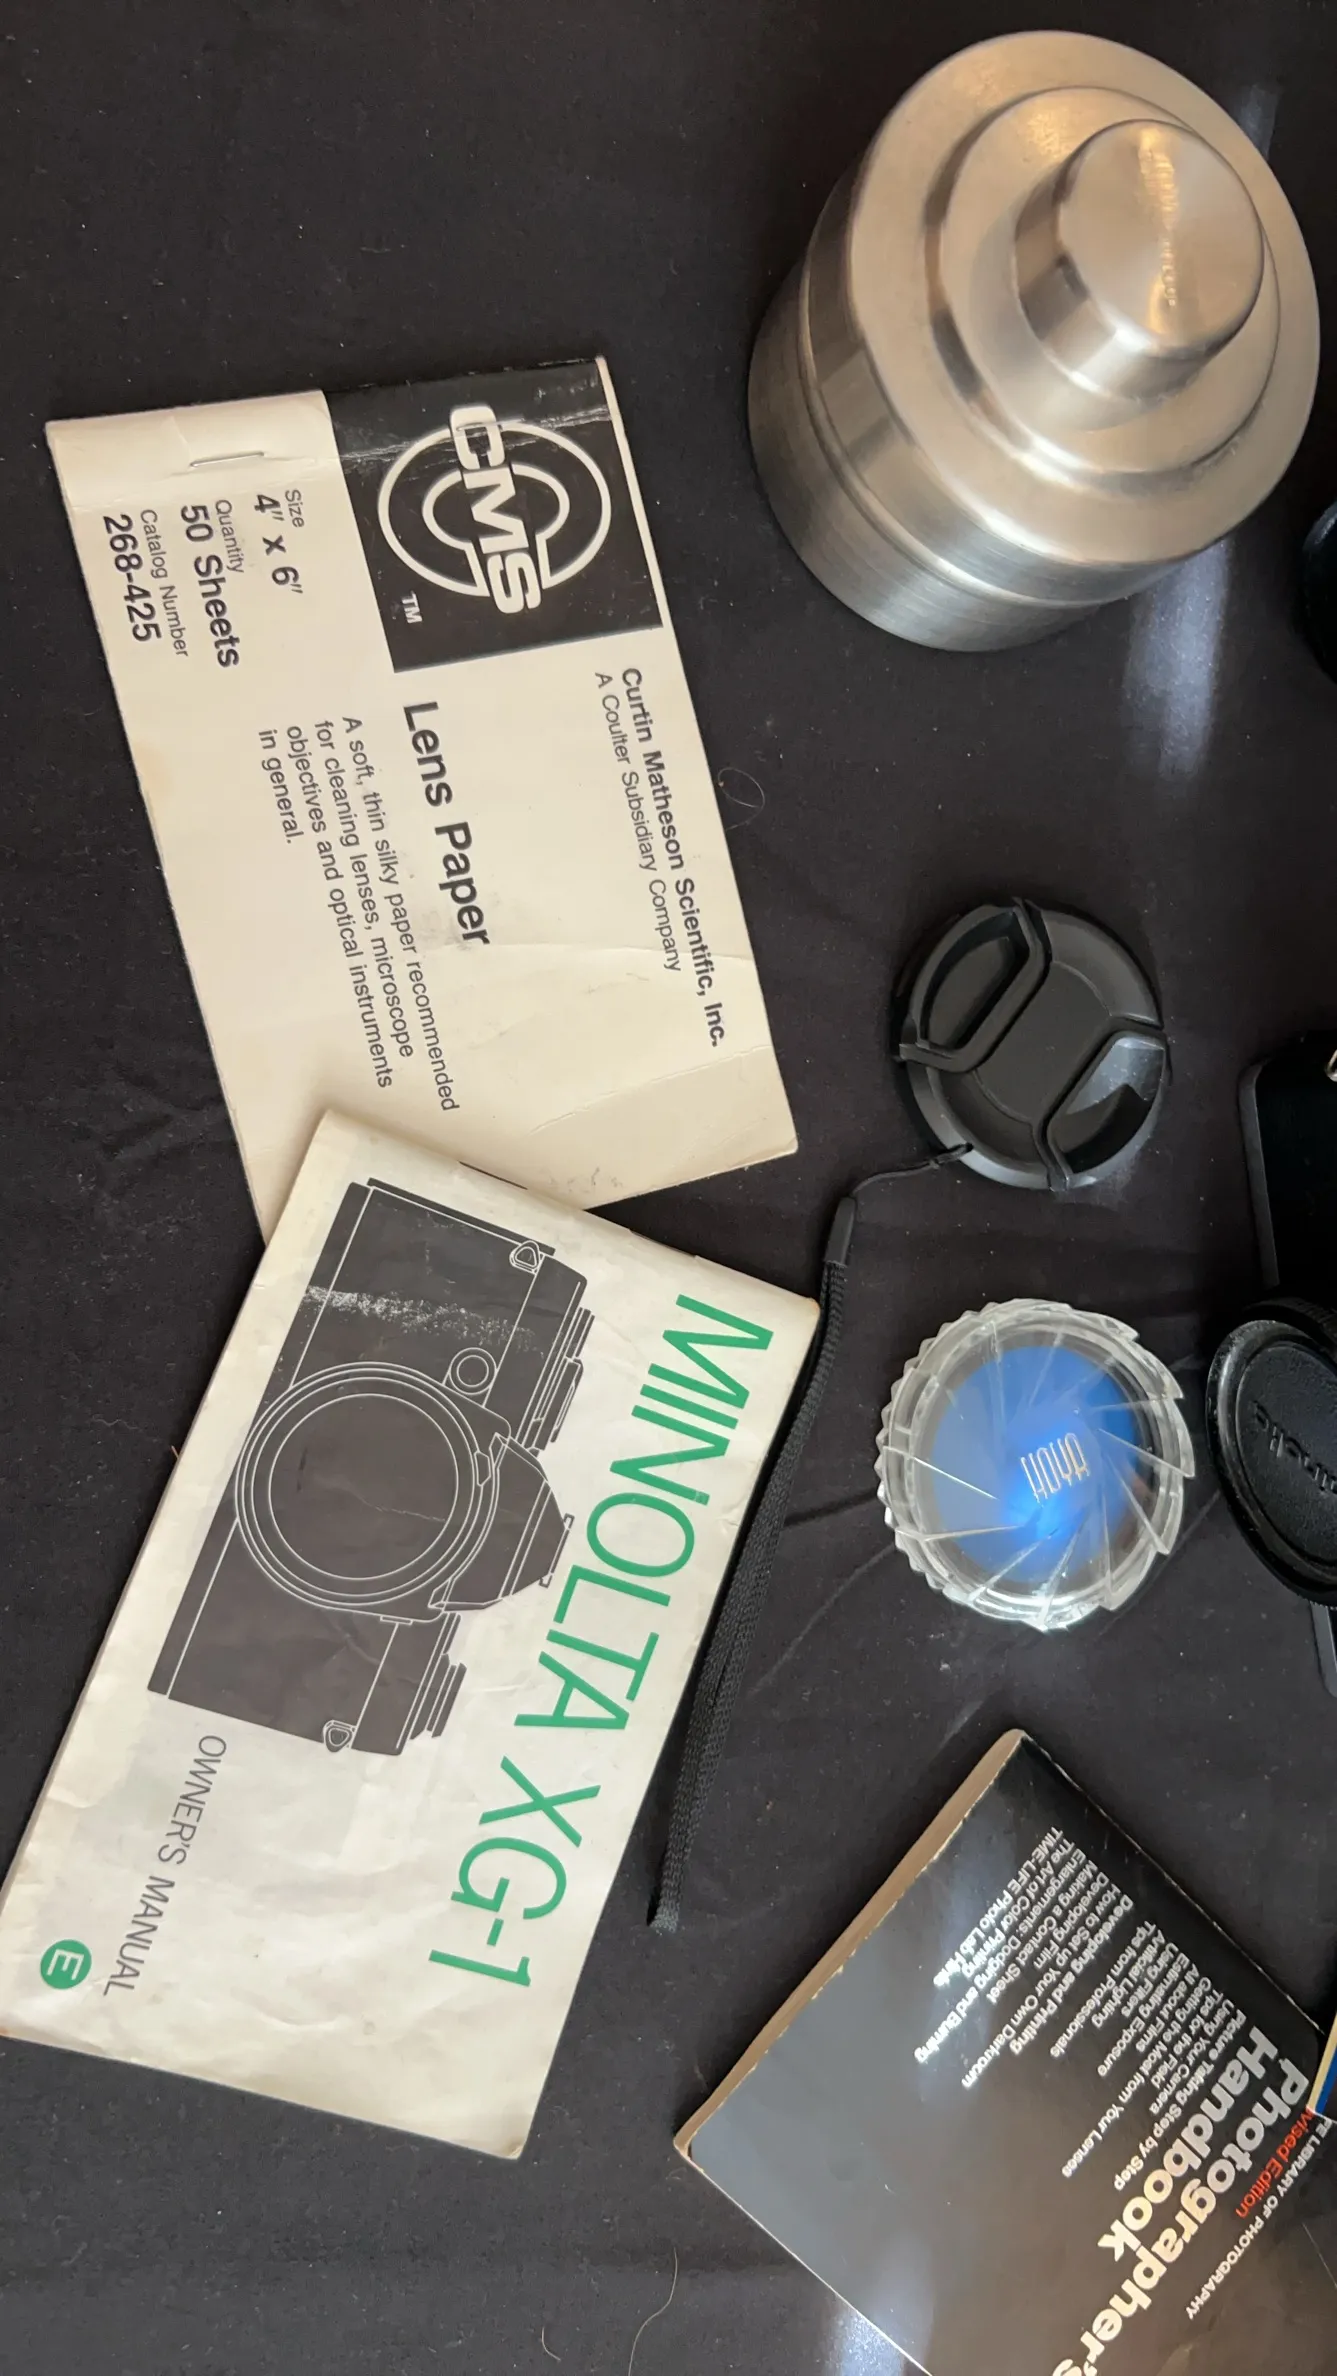 CMS
TM
Curtin Matheson Scientific, Inc.
A Coulter Subsidiary Company
Lens Paper
A soft, thin silky paper recommended
for cleaning lenses, microscope
objectives and optical instruments
in general.
Size
4" x 6"
Quantity
50 Sheets
Catalog Number
268-425
MINOLTA XG-1
OWNER'S MANUAL
E
LIBRARY OF PHOTOGRAPHY
Edition
Photographer's
Handbook
Picture Taking Step by Step
Using Your Camera
Tips for the Field
Getting the Most from Your Lenses
All about Films
Estimating Exposure
Using Filters
Artificial Lighting
Tips from Professionals
Developing and Printing
How to Set up Your Own Darkroom
Developing Film
Making a Contact Sheet
Enlargements: Dodging and Burning
The Art of Color Printing
TIME-LIFE Photo Lab